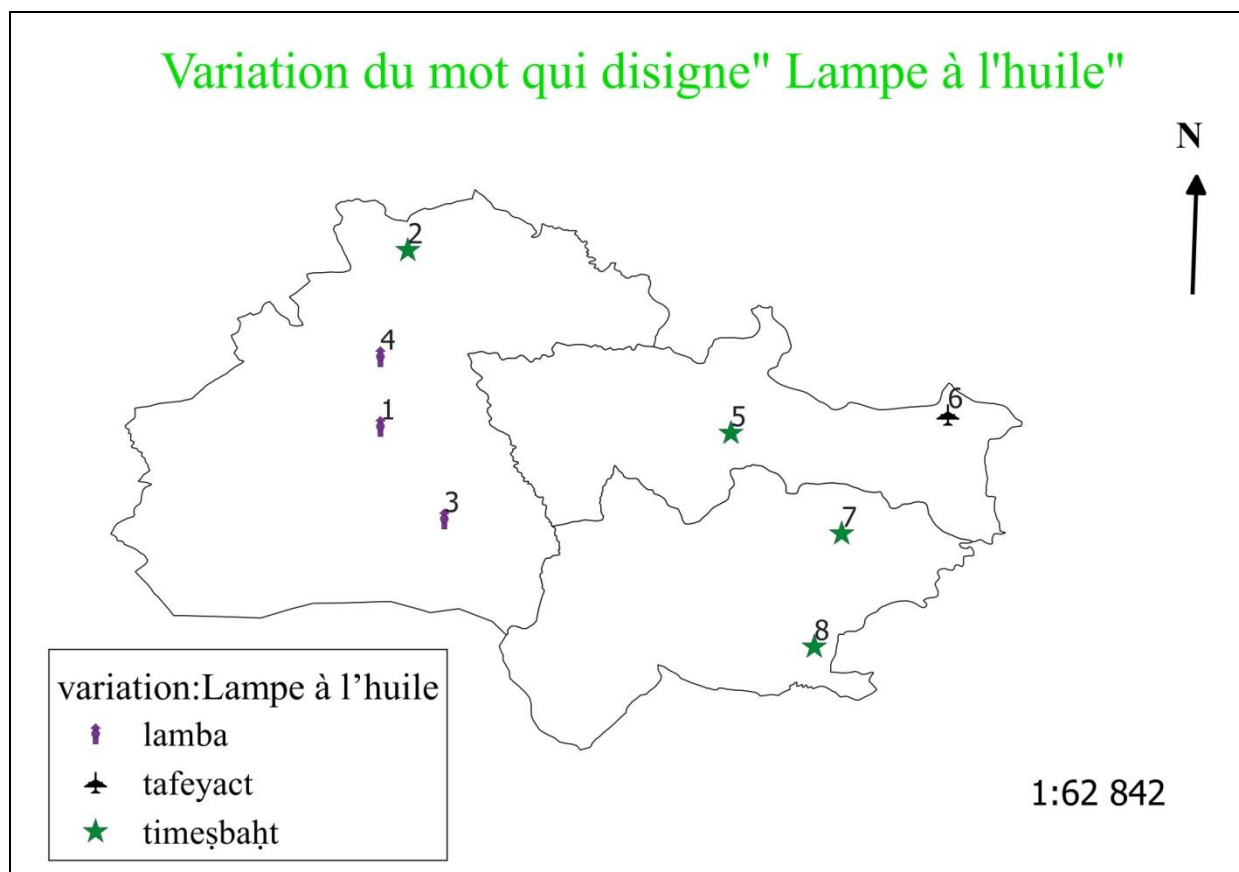 Variation du mot qui disigne" Lampe à l'huile"
N
2
4
1
3
5
6
7
8
variation:Lampe à l’huile
lamba
tafeyact
timeṣbaḥt
1:62 842